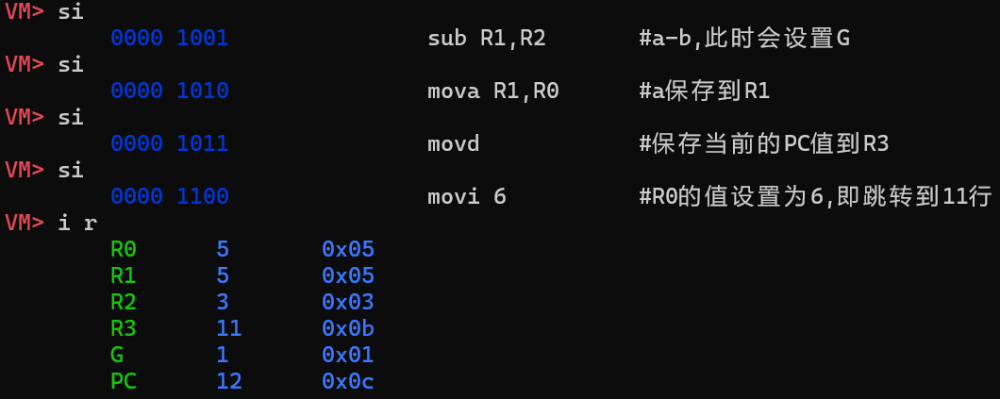 VM> si
0000 1001 sub R1,R2 #a-b,此时会设置G
VM> si
0000 1010 mova R1,R0 #a保存到R1
VM> si
0000 1011 movd #保存当前的PC值到R3
VM> si
0000 1100 movi 6 #R0的值设置为6,即跳转到11行
VM> i r
R0 5 0x05
R1 5 0x05
R2 3 0x03
R3 11 0x0b
G 1 0x01
PC 12 0x0c